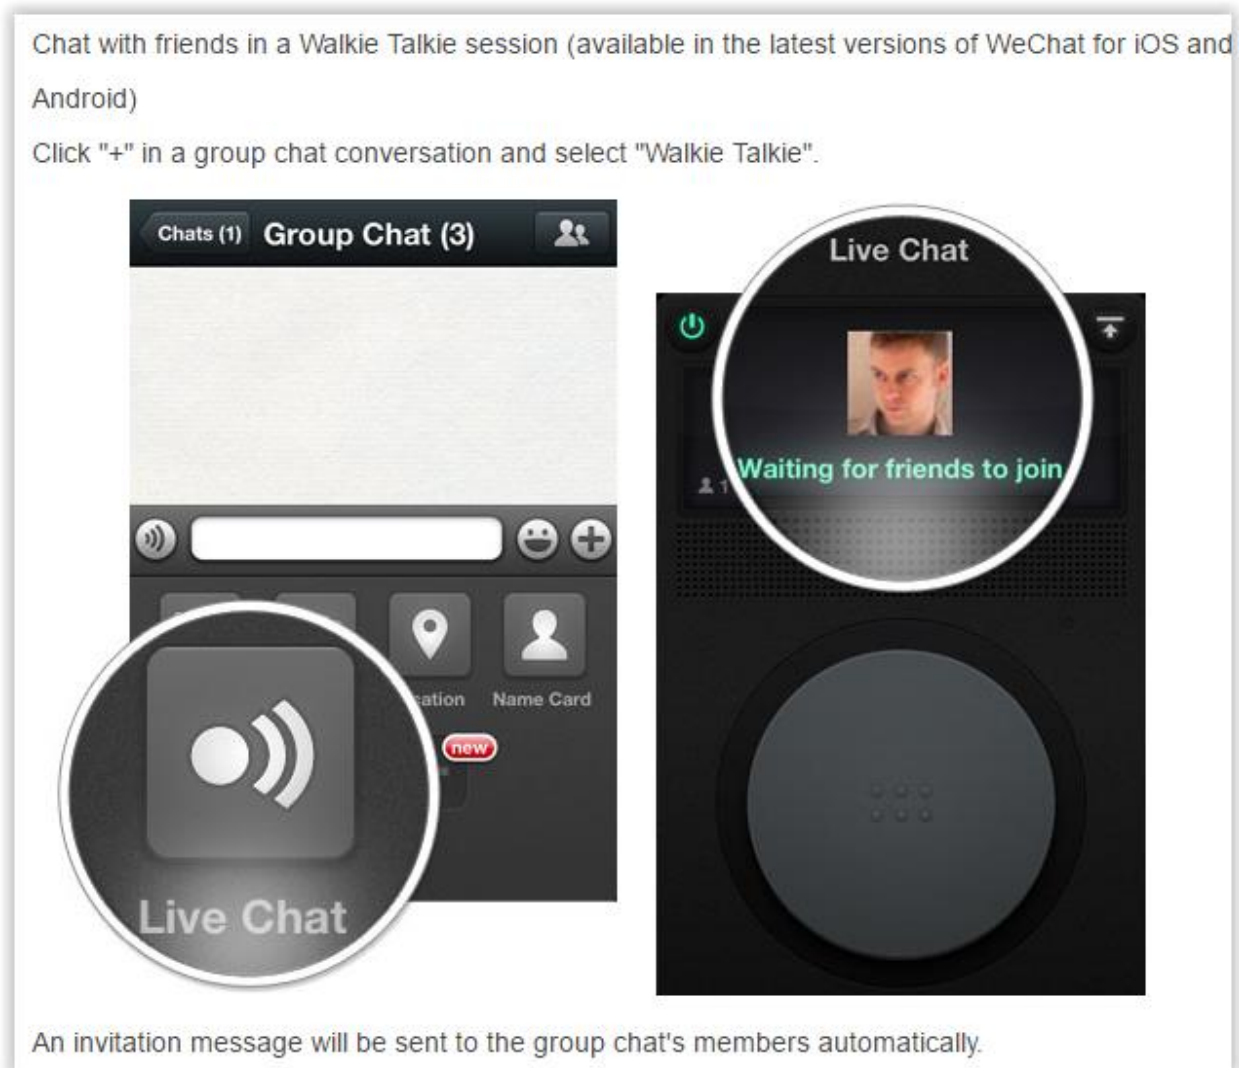 Chat with friends in a Walkie Talkie session (available in the latest versions of WeChat for iOS and
Android)
Click "+" in a group chat conversation and select "Walkie Talkie".
Chats (1) Group Chat (3)
Live Chat
Waiting for friends to join
1
Name Card
new
Live Chat
An invitation message will be sent to the group chat's members automatically.